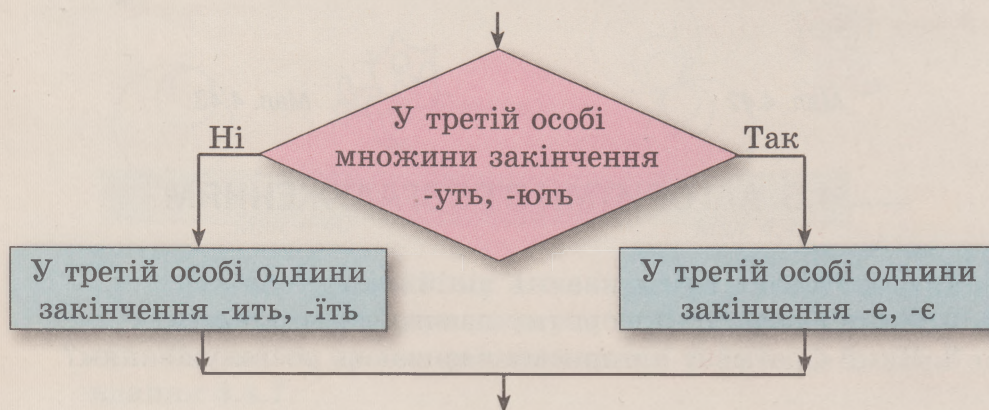 У третій особі
множини закінчення
-уть, -ють
Ні
Так
У третій особі однини
закінчення -ить, -їть
У третій особі однини
закінчення -е, -є